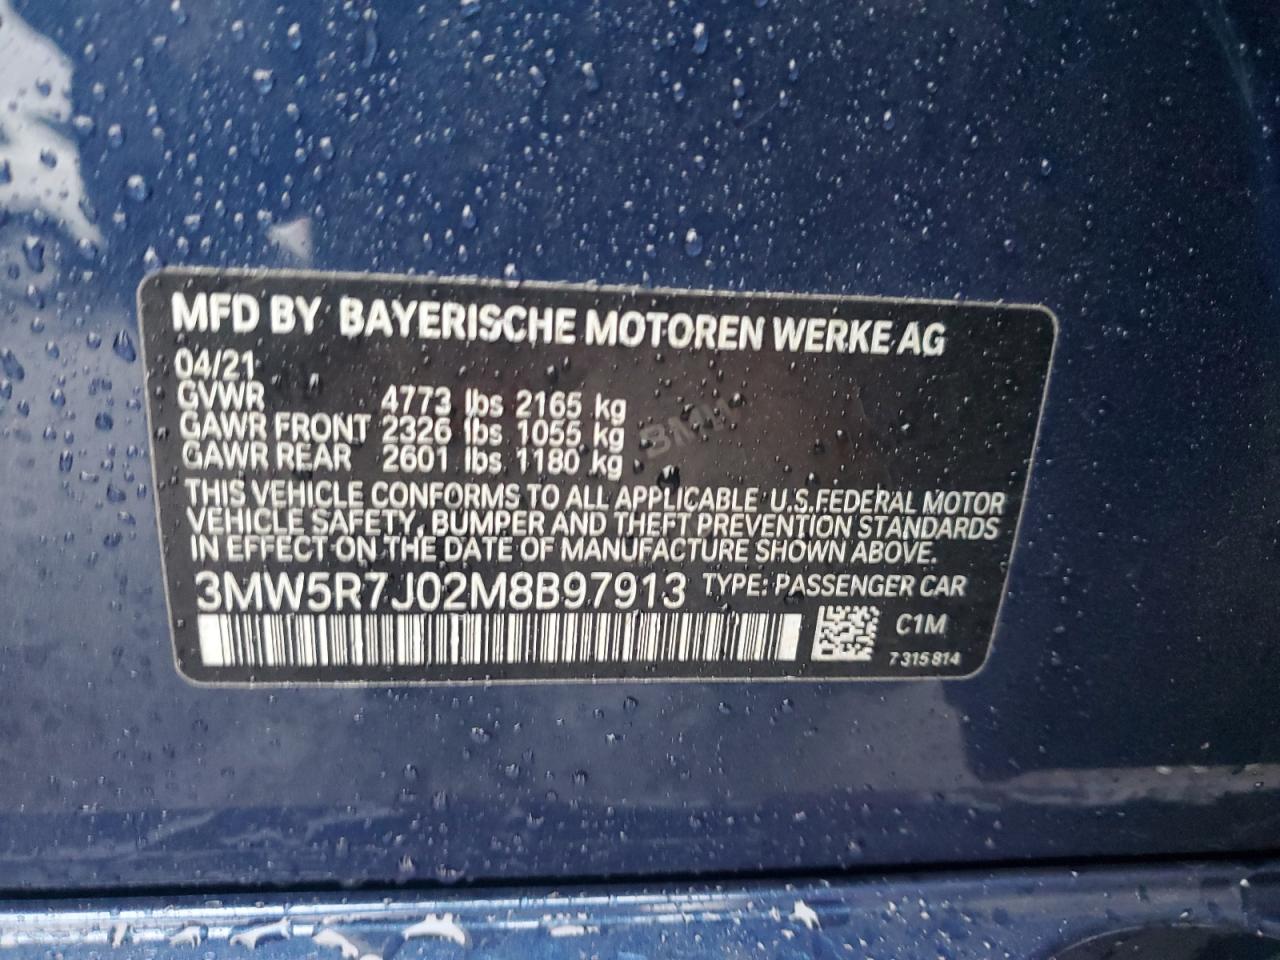 MFD BY BAYERISCHE MOTOREN WERKE AG
04/21
GVWR 4773 lbs 2165 kg
GAWR FRONT 2326 lbs 1055 kg
GAWR REAR 2601 lbs 1180 kg
THIS VEHICLE CONFORMS TO ALL APPLICABLE U.S.FEDERAL MOTOR
VEHICLE SAFETY, BUMPER AND THEFT PREVENTION STANDARDS
IN EFFECT ON THE DATE OF MANUFACTURE SHOWN ABOVE.
3MW5R7J02M8B97913 TYPE: PASSENGER CAR
C1M
7 315 814